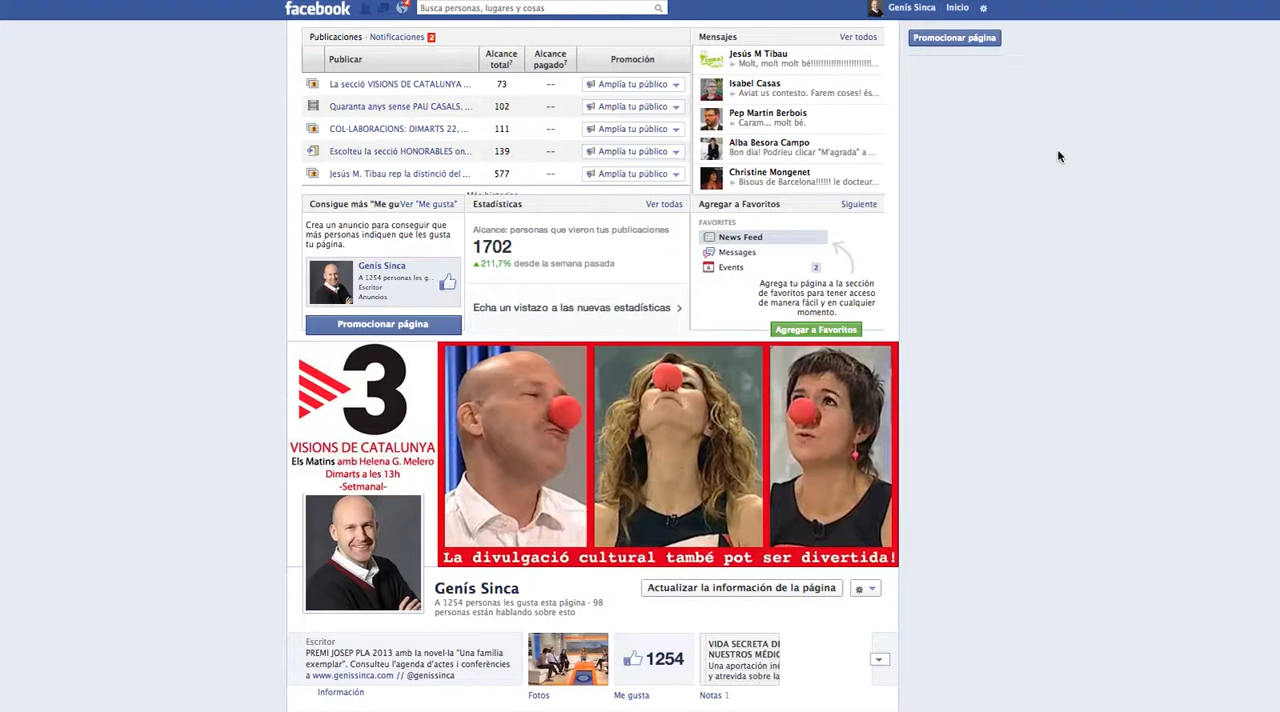 facebook
2
Busca personas, lugares y cosas
Genís Sinca
Inicio
Publicaciones · Notificaciones 2
Publicar
Alcance total?
Alcance pagado?
Promoción
La secció VISIONS DE CATALUNYA ...
73
--
Amplía tu público
Quaranta anys sense PAU CASALS. ...
102
--
Amplía tu público
COL·LABORACIONS: DIMARTS 22, ...
111
--
Amplía tu público
Escolteu la secció HONORABLES on...
139
--
Amplía tu público
Jesús M. Tibau rep la distinció del ...
577
--
Amplía tu público
Mensajes
Ver todos
Jesús M Tibau
Molt, molt molt bé!!!!!!!!!!!!!!!!!!!!!!!!!!!!!...
Isabel Casas
Aviat us contesto. Farem coses! és...
Pep Martín Berbois
Caram... molt bé.
Alba Besora Campo
Bon dia! Podríeu clicar "M'agrada" a ...
Christine Mongenet
Bisous de Barcelona!!!!!! le docteur...
Promocionar página
Consigue más "Me gu
Ver "Me gusta"
Crea un anuncio para conseguir que
más personas indiquen que les gusta
tu página.
Genís Sinca
A 1254 personas les g...
Escritor
Anuncios
Promocionar página
Estadísticas
Ver todas
Alcance: personas que vieron tus publicaciones
1702
211,7% desde la semana pasada
Echa un vistazo a las nuevas estadísticas
Agregar a Favoritos
Siguiente
FAVORITES
News Feed
Messages
Events
2
Agrega tu página a la sección
de favoritos para tener acceso
de manera fácil y en cualquier
momento.
Agregar a Favoritos
3
VISIONS DE CATALUNYA
Els Matins amb Helena G. Melero
Dimarts a les 13h
-Setmanal-
La divulgació cultural també pot ser divertida!
Genís Sinca
A 1254 personas les gusta esta página · 98
personas están hablando sobre esto
Actualizar la información de la página
Escritor
PREMI JOSEP PLA 2013 amb la novel·la "Una família
exemplar". Consulteu l'agenda d'actes i conferències
a www.genissinca.com // @genissinca
Información
Fotos
1254
Me gusta
VIDA SECRETA DE
NUESTROS MÉDIC
Una aportación iné
y atrevida sobre la
Notas 1